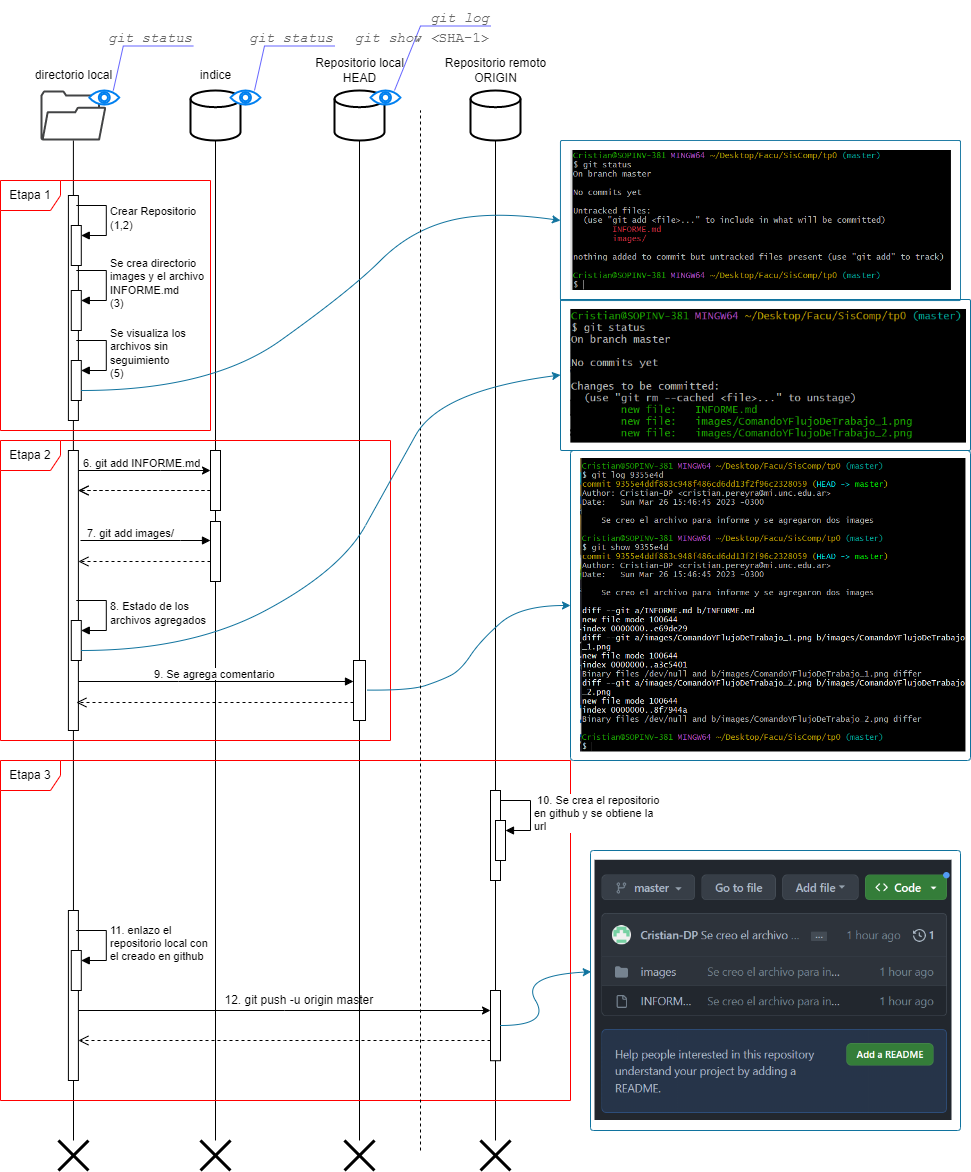 git log
git status
git status
git show <SHA-1>
directorio local
indice
Repositorio local
HEAD
Repositorio remoto
ORIGIN
Etapa 1
Crear Repositorio
(1,2)
Se crea directorio
images y el archivo
INFORME.md
(3)
Se visualiza los
archivos sin
seguimiento
(5)
Cristian@SOPINV-381 MINGW64 ~/Desktop/Facu/SisComp/tp0 (master)
$ git status
On branch master
No commits yet
Untracked files:
(use "git add <file>..." to include in what will be committed)
INFORME.md
images/
nothing added to commit but untracked files present (use "git add" to track)
Cristian@SOPINV-381 MINGW64 ~/Desktop/Facu/SisComp/tp0 (master)
$
Cristian@SOPINV-381 MINGW64 ~/Desktop/Facu/SisComp/tp0 (master)
$ git status
On branch master
No commits yet
Changes to be committed:
(use "git rm --cached <file>..." to unstage)
new file:   INFORME.md
new file:   images/ComandoYFlujoDeTrabajo_1.png
new file:   images/ComandoYFlujoDeTrabajo_2.png
Etapa 2
6. git add INFORME.md
7. git add images/
8. Estado de los
archivos agregados
9. Se agrega comentario
Cristian@SOPINV-381 MINGW64 ~/Desktop/Facu/SisComp/tp0 (master)
$ git log 9355e4d
commit 9355e4ddf883c948f486cd6dd13f2f96c2328059 (HEAD -> master)
Author: Cristian-DP <cristian.pereyra@mi.unc.edu.ar>
Date:   Sun Mar 26 15:46:45 2023 -0300
Se creo el archivo para informe y se agregaron dos images
Cristian@SOPINV-381 MINGW64 ~/Desktop/Facu/SisComp/tp0 (master)
$ git show 9355e4d
commit 9355e4ddf883c948f486cd6dd13f2f96c2328059 (HEAD -> master)
Author: Cristian-DP <cristian.pereyra@mi.unc.edu.ar>
Date:   Sun Mar 26 15:46:45 2023 -0300
Se creo el archivo para informe y se agregaron dos images
diff --git a/INFORME.md b/INFORME.md
new file mode 100644
index 0000000..e69de29
diff --git a/images/ComandoYFlujoDeTrabajo_1.png b/images/ComandoYFlujoDeTrabajo
_1.png
new file mode 100644
index 0000000..a3c5401
Binary files /dev/null and b/images/ComandoYFlujoDeTrabajo_1.png differ
diff --git a/images/ComandoYFlujoDeTrabajo_2.png b/images/ComandoYFlujoDeTrabajo
_2.png
new file mode 100644
index 0000000..8f7944a
Binary files /dev/null and b/images/ComandoYFlujoDeTrabajo_2.png differ
Cristian@SOPINV-381 MINGW64 ~/Desktop/Facu/SisComp/tp0 (master)
$
Etapa 3
10. Se crea el repositorio
en github y se obtiene la
url
11. enlazo el
repositorio local con
el creado en github
12. git push -u origin master
master
Go to file
Add file
<> Code
Cristian-DP Se creo el archivo ... ... 1 hour ago 1
images Se creo el archivo para in... 1 hour ago
INFORM... Se creo el archivo para in... 1 hour ago
Help people interested in this repository
understand your project by adding a
README.
Add a README